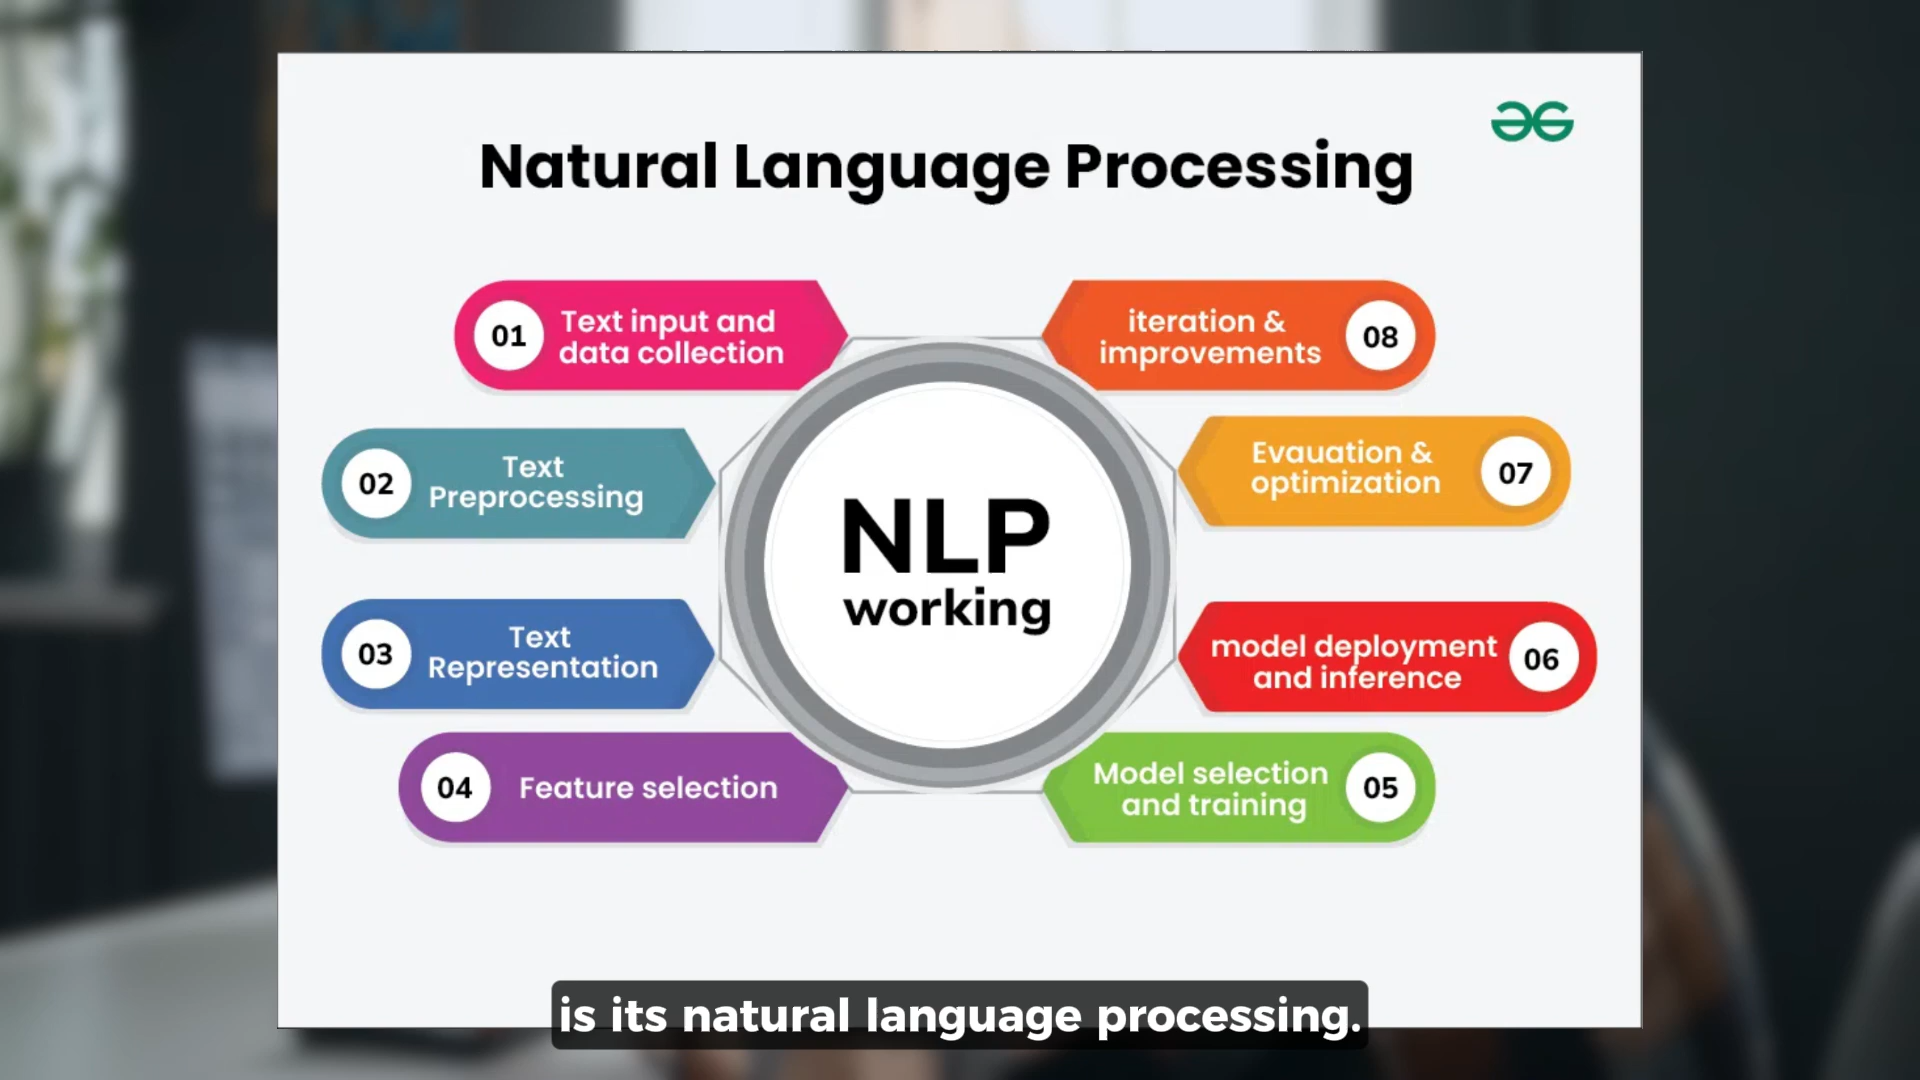 Natural Language Processing
01
Text input and
data collection
02
Text
Preprocessing
03
Text
Representation
04
Feature selection
NLP
working
iteration &
improvements
08
Evauation &
optimization
07
model deployment
and inference
06
Model selection
and training
05
is its natural language processing.